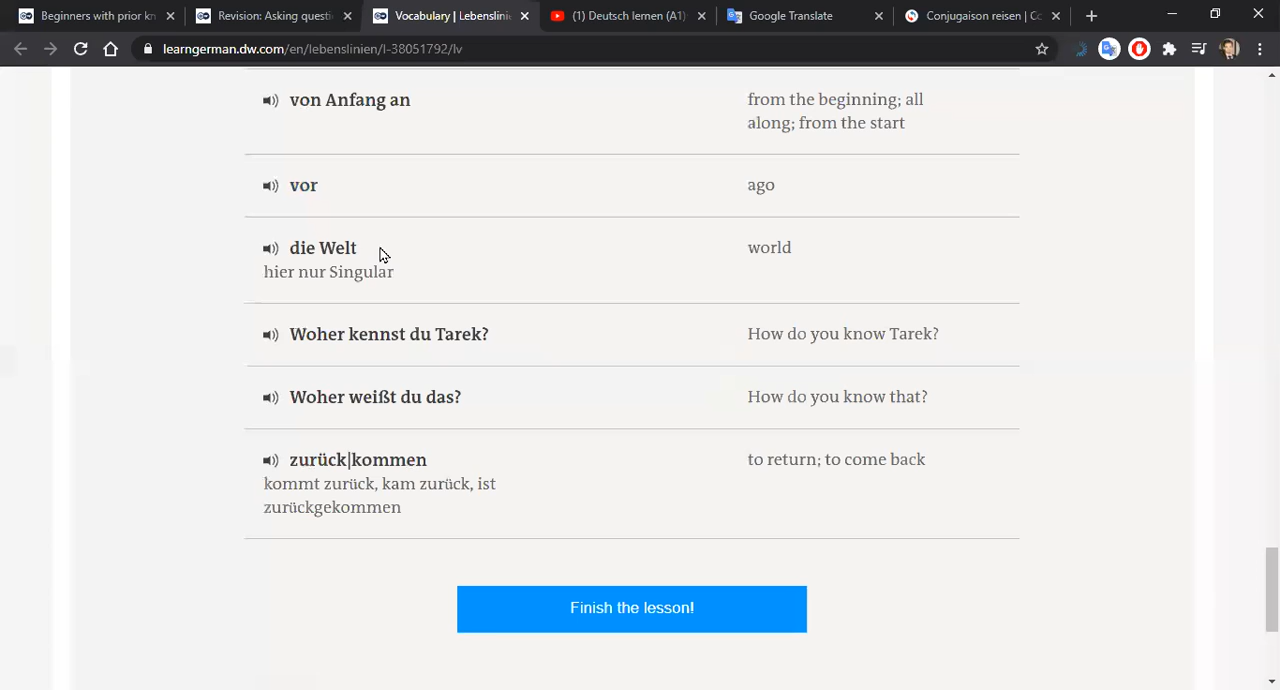 Beginners with prior kn
Revision: Asking questi
Vocabulary | Lebenslinie
(1) Deutsch lernen (A1)
Google Translate
Conjugaison reisen | Co
learngerman.dw.com/en/lebenslinien/l-38051792/lv
von Anfang an
from the beginning; all
along; from the start
vor
ago
die Welt
world
hier nur Singular
Woher kennst du Tarek?
How do you know Tarek?
Woher weißt du das?
How do you know that?
zurück|kommen
to return; to come back
kommt zurück, kam zurück, ist
zurückgekommen
Finish the lesson!